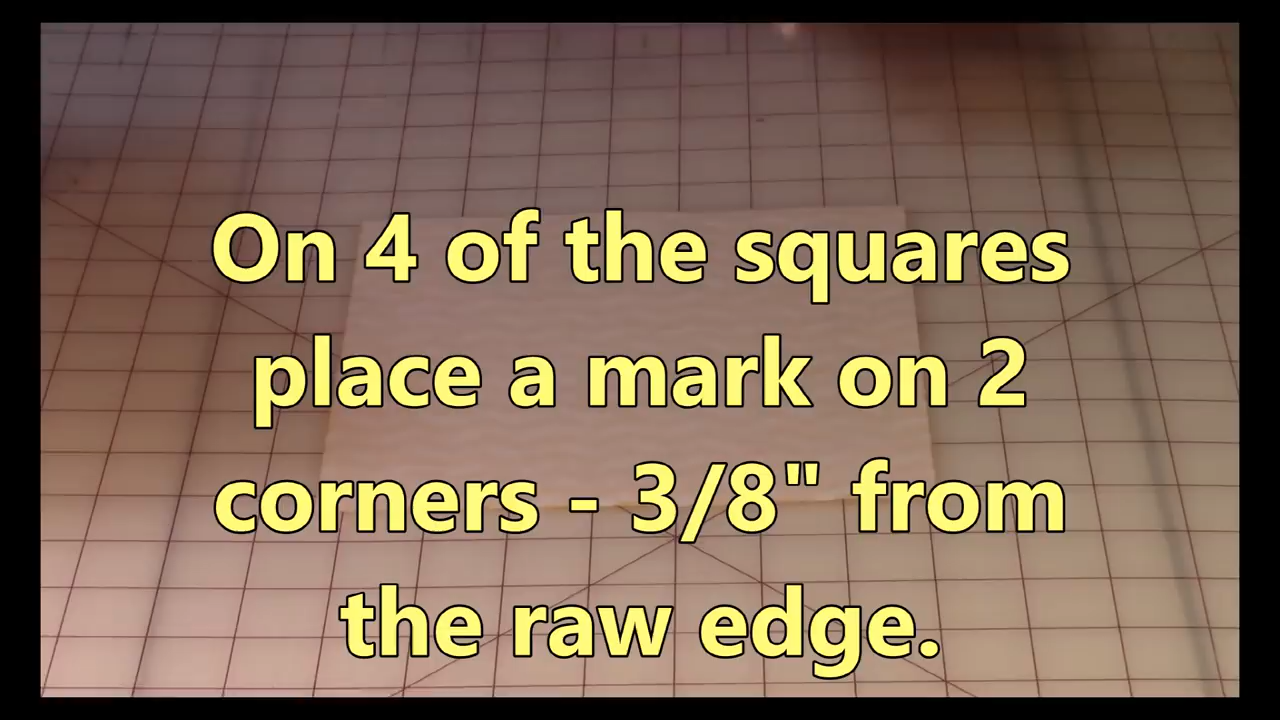 On 4 of the squares
place a mark on 2
corners - 3/8" from
the raw edge.